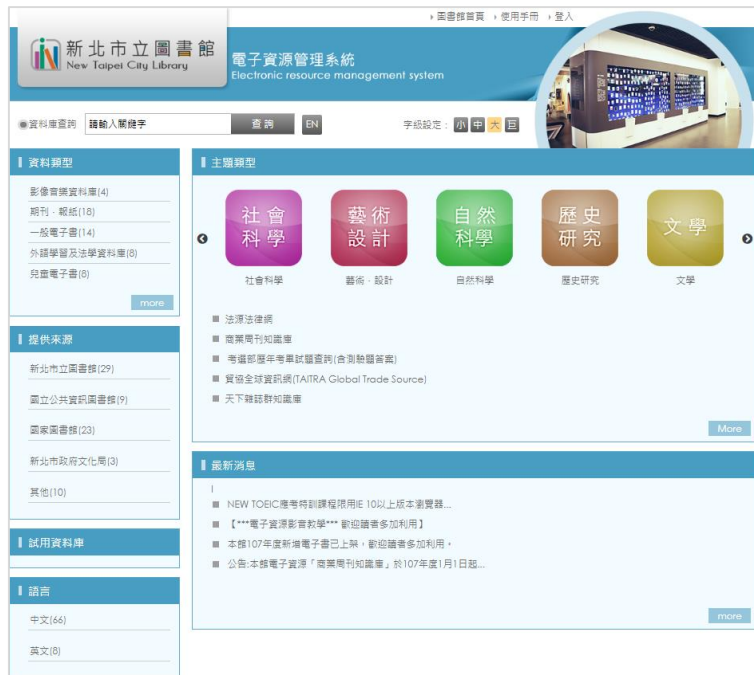 圖書館首頁 使用手冊 登入
新北市立圖書館
New Taipei City Library
電子資源管理系統
Electronic resource management system
資料庫查詢 請輸入關鍵字 查詢 EN
字級設定： 小 中 大 巨
資料類型
影像音樂資料庫(4)
期刊．報紙(18)
一般電子書(14)
外語學習及法學資料庫(8)
兒童電子書(8)
more
提供來源
新北市立圖書館(29)
國立公共資訊圖書館(9)
國家圖書館(23)
新北市政府文化局(3)
其他(10)
試用資料庫
語言
中文(66)
英文(8)
主題類型
社會科學
藝術設計
自然科學
歷史研究
文學
社會科學 藝術．設計 自然科學 歷史研究 文學
法源法律網
商業周刊知識庫
考選部歷年考畢試題查詢(含測驗題答案)
貿協全球資訊網(TAITRA Global Trade Source)
天下雜誌群知識庫
More
最新消息
NEW TOEIC應考特訓課程限用IE 10以上版本瀏覽器...
【***電子資源影音教學*** 歡迎讀者多加利用】
本館107年度新增電子書已上架，歡迎讀者多加利用。
公告:本館電子資源「商業周刊知識庫」於107年度1月1日起...
more